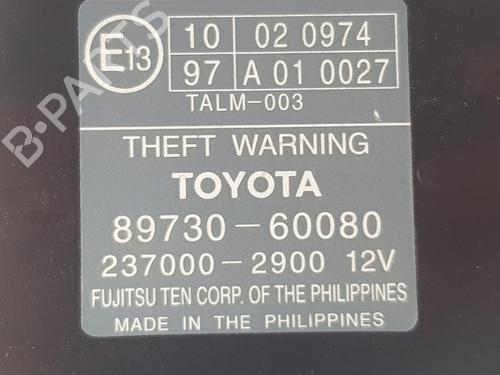 E13 10 02 0974
97 A 01 0027
TALM-003
THEFT WARNING
TOYOTA
89730-60080
237000-2900 12V
FUJITSU TEN CORP. OF THE PHILIPPINES
MADE IN THE PHILIPPINES
B-PARTS